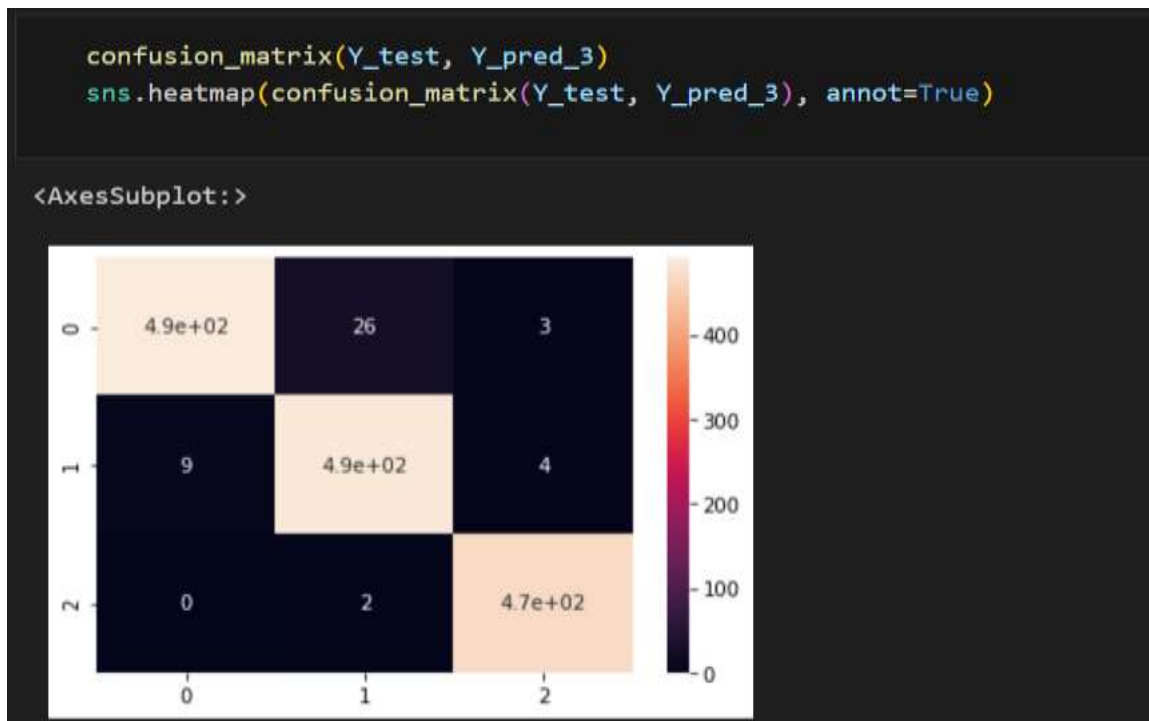 confusion_matrix(Y_test, Y_pred_3)
sns.heatmap(confusion_matrix(Y_test, Y_pred_3), annot=True)
<AxesSubplot:>
0 4.9e+02 26 3
1 9 4.9e+02 4
2 0 2 4.7e+02
0 1 2
400
300
200
100
0